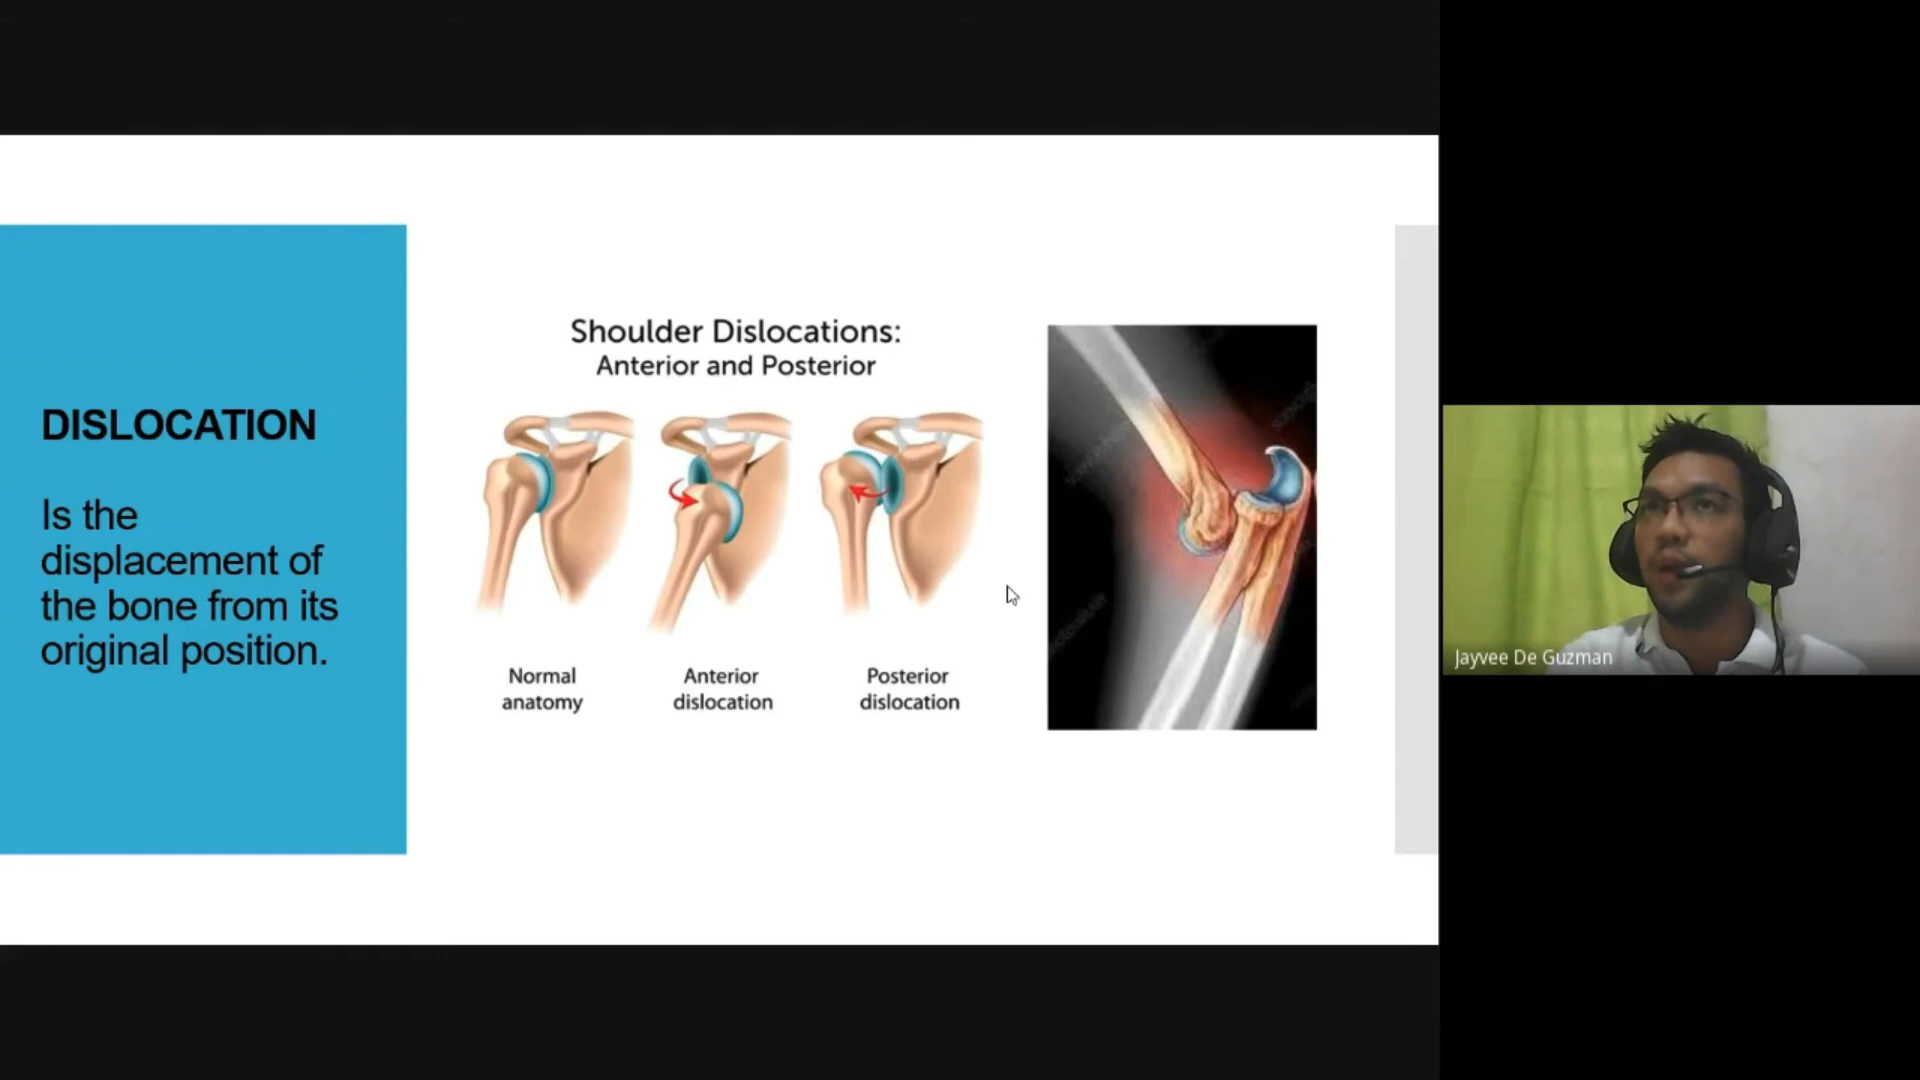 DISLOCATION
Is the
displacement of
the bone from its
original position.
Shoulder Dislocations:
Anterior and Posterior
Normal
anatomy
Anterior
dislocation
Posterior
dislocation
Jayvee De Guzman